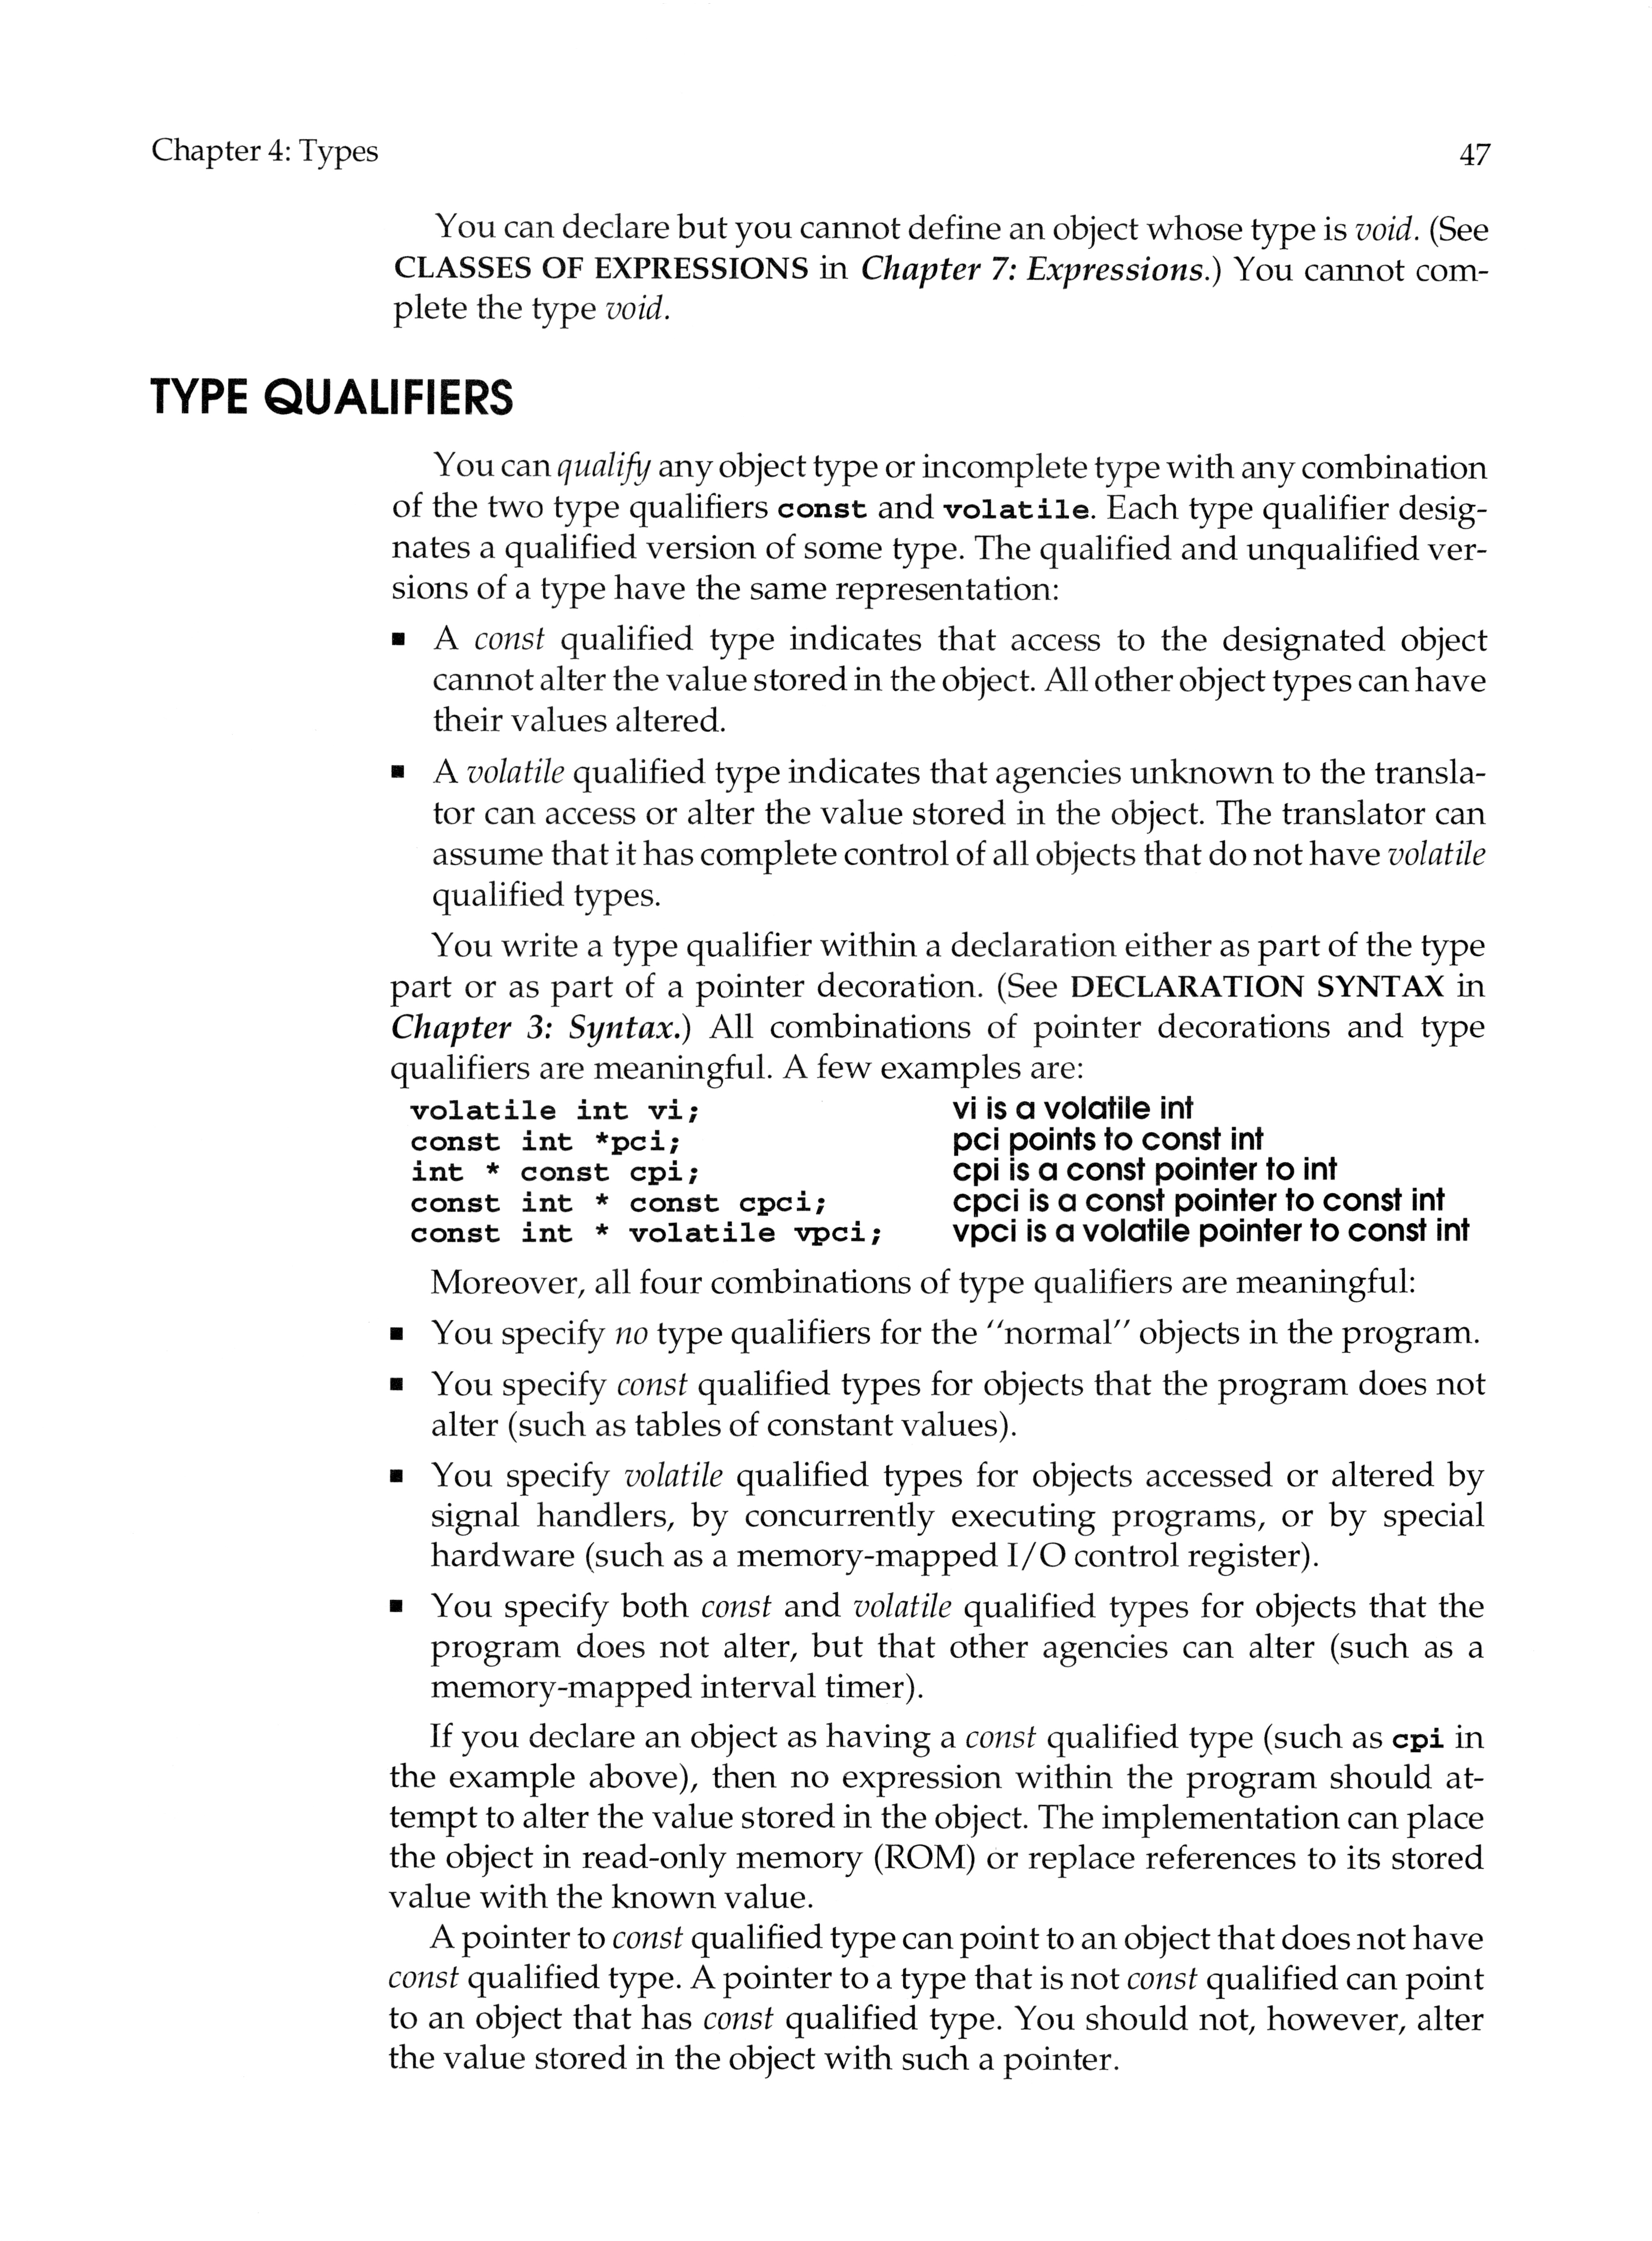 Chapter 4: Types 47
You can declare but you cannot define an object whose type is void. (See
CLASSES OF EXPRESSIONS in Chapter 7: Expressions.) You cannot com-
plete the type void.
TYPE QUALIFIERS
You can qualify any object type or incomplete type with any combination
of the two type qualifiers const and volatile. Each type qualifier desig-
nates a qualified version of some type. The qualified and unqualified ver-
sions of a type have the same representation:
▪ A const qualified type indicates that access to the designated object
cannot alter the value stored in the object. All other object types can have
their values altered.
▪ A volatile qualified type indicates that agencies unknown to the transla-
tor can access or alter the value stored in the object. The translator can
assume that it has complete control of all objects that do not have volatile
qualified types.
You write a type qualifier within a declaration either as part of the type
part or as part of a pointer decoration. (See DECLARATION SYNTAX in
Chapter 3: Syntax.) All combinations of pointer decorations and type
qualifiers are meaningful. A few examples are:
volatile int vi; vi is a volatile int
const int *pci; pci points to const int
int * const cpi; cpi is a const pointer to int
const int * const cpci; cpci is a const pointer to const int
const int * volatile vpci; vpci is a volatile pointer to const int
Moreover, all four combinations of type qualifiers are meaningful:
▪ You specify no type qualifiers for the "normal" objects in the program.
▪ You specify const qualified types for objects that the program does not
alter (such as tables of constant values).
▪ You specify volatile qualified types for objects accessed or altered by
signal handlers, by concurrently executing programs, or by special
hardware (such as a memory-mapped I/O control register).
▪ You specify both const and volatile qualified types for objects that the
program does not alter, but that other agencies can alter (such as a
memory-mapped interval timer).
If you declare an object as having a const qualified type (such as cpi in
the example above), then no expression within the program should at-
tempt to alter the value stored in the object. The implementation can place
the object in read-only memory (ROM) or replace references to its stored
value with the known value.
A pointer to const qualified type can point to an object that does not have
const qualified type. A pointer to a type that is not const qualified can point
to an object that has const qualified type. You should not, however, alter
the value stored in the object with such a pointer.